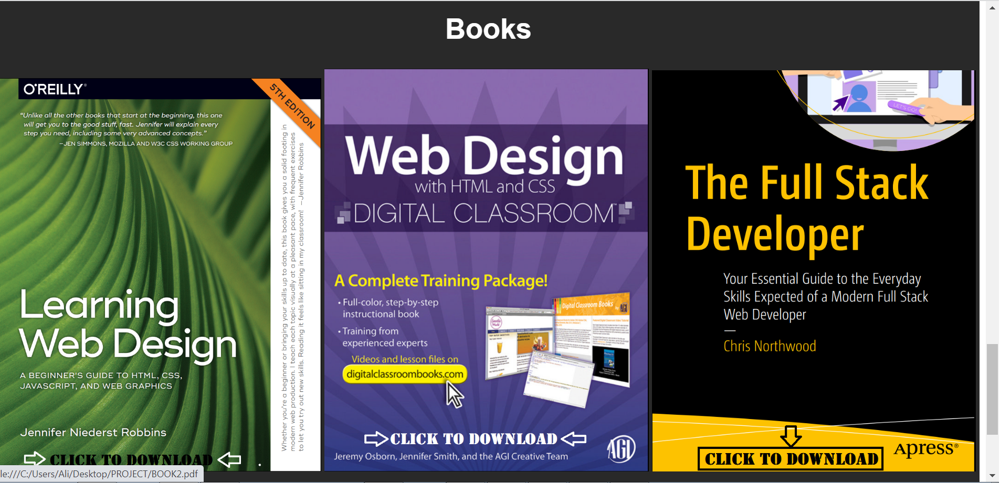 Books
O'REILLY®
5TH EDITION
“Unlike all the other books that start at the beginning, this one
will get you to the good stuff, fast. Jennifer will explain every
step you need, including some very advanced concepts.”
—JEN SIMMONS, MOZILLA AND W3C CSS WORKING GROUP
Learning
Web Design
A BEGINNER'S GUIDE TO HTML, CSS,
JAVASCRIPT, AND WEB GRAPHICS
Jennifer Niederst Robbins
CLICK TO DOWNLOAD
Whether you're a beginner or bringing your skills up to date, this book gives you a solid footing in
modern web production. I teach each topic visually at a pleasant pace, with frequent exercises
to let you try out new skills. Reading it feels like sitting in my classroom! —Jennifer Robbins
Web Design
with HTML and CSS
DIGITAL CLASSROOM™
A Complete Training Package!
• Full-color, step-by-step
instructional book
• Training from
experienced experts
Videos and lesson files on
digitalclassroombooks.com
Digital Classroom Books
by AGI
CLICK TO DOWNLOAD
Jeremy Osborn, Jennifer Smith, and the AGI Creative Team
AGI
LET'S GO!
The Full Stack
Developer
Your Essential Guide to the Everyday
Skills Expected of a Modern Full Stack
Web Developer
—
Chris Northwood
CLICK TO DOWNLOAD
Apress®
le:///C:/Users/Ali/Desktop/PROJECT/BOOK2.pdf